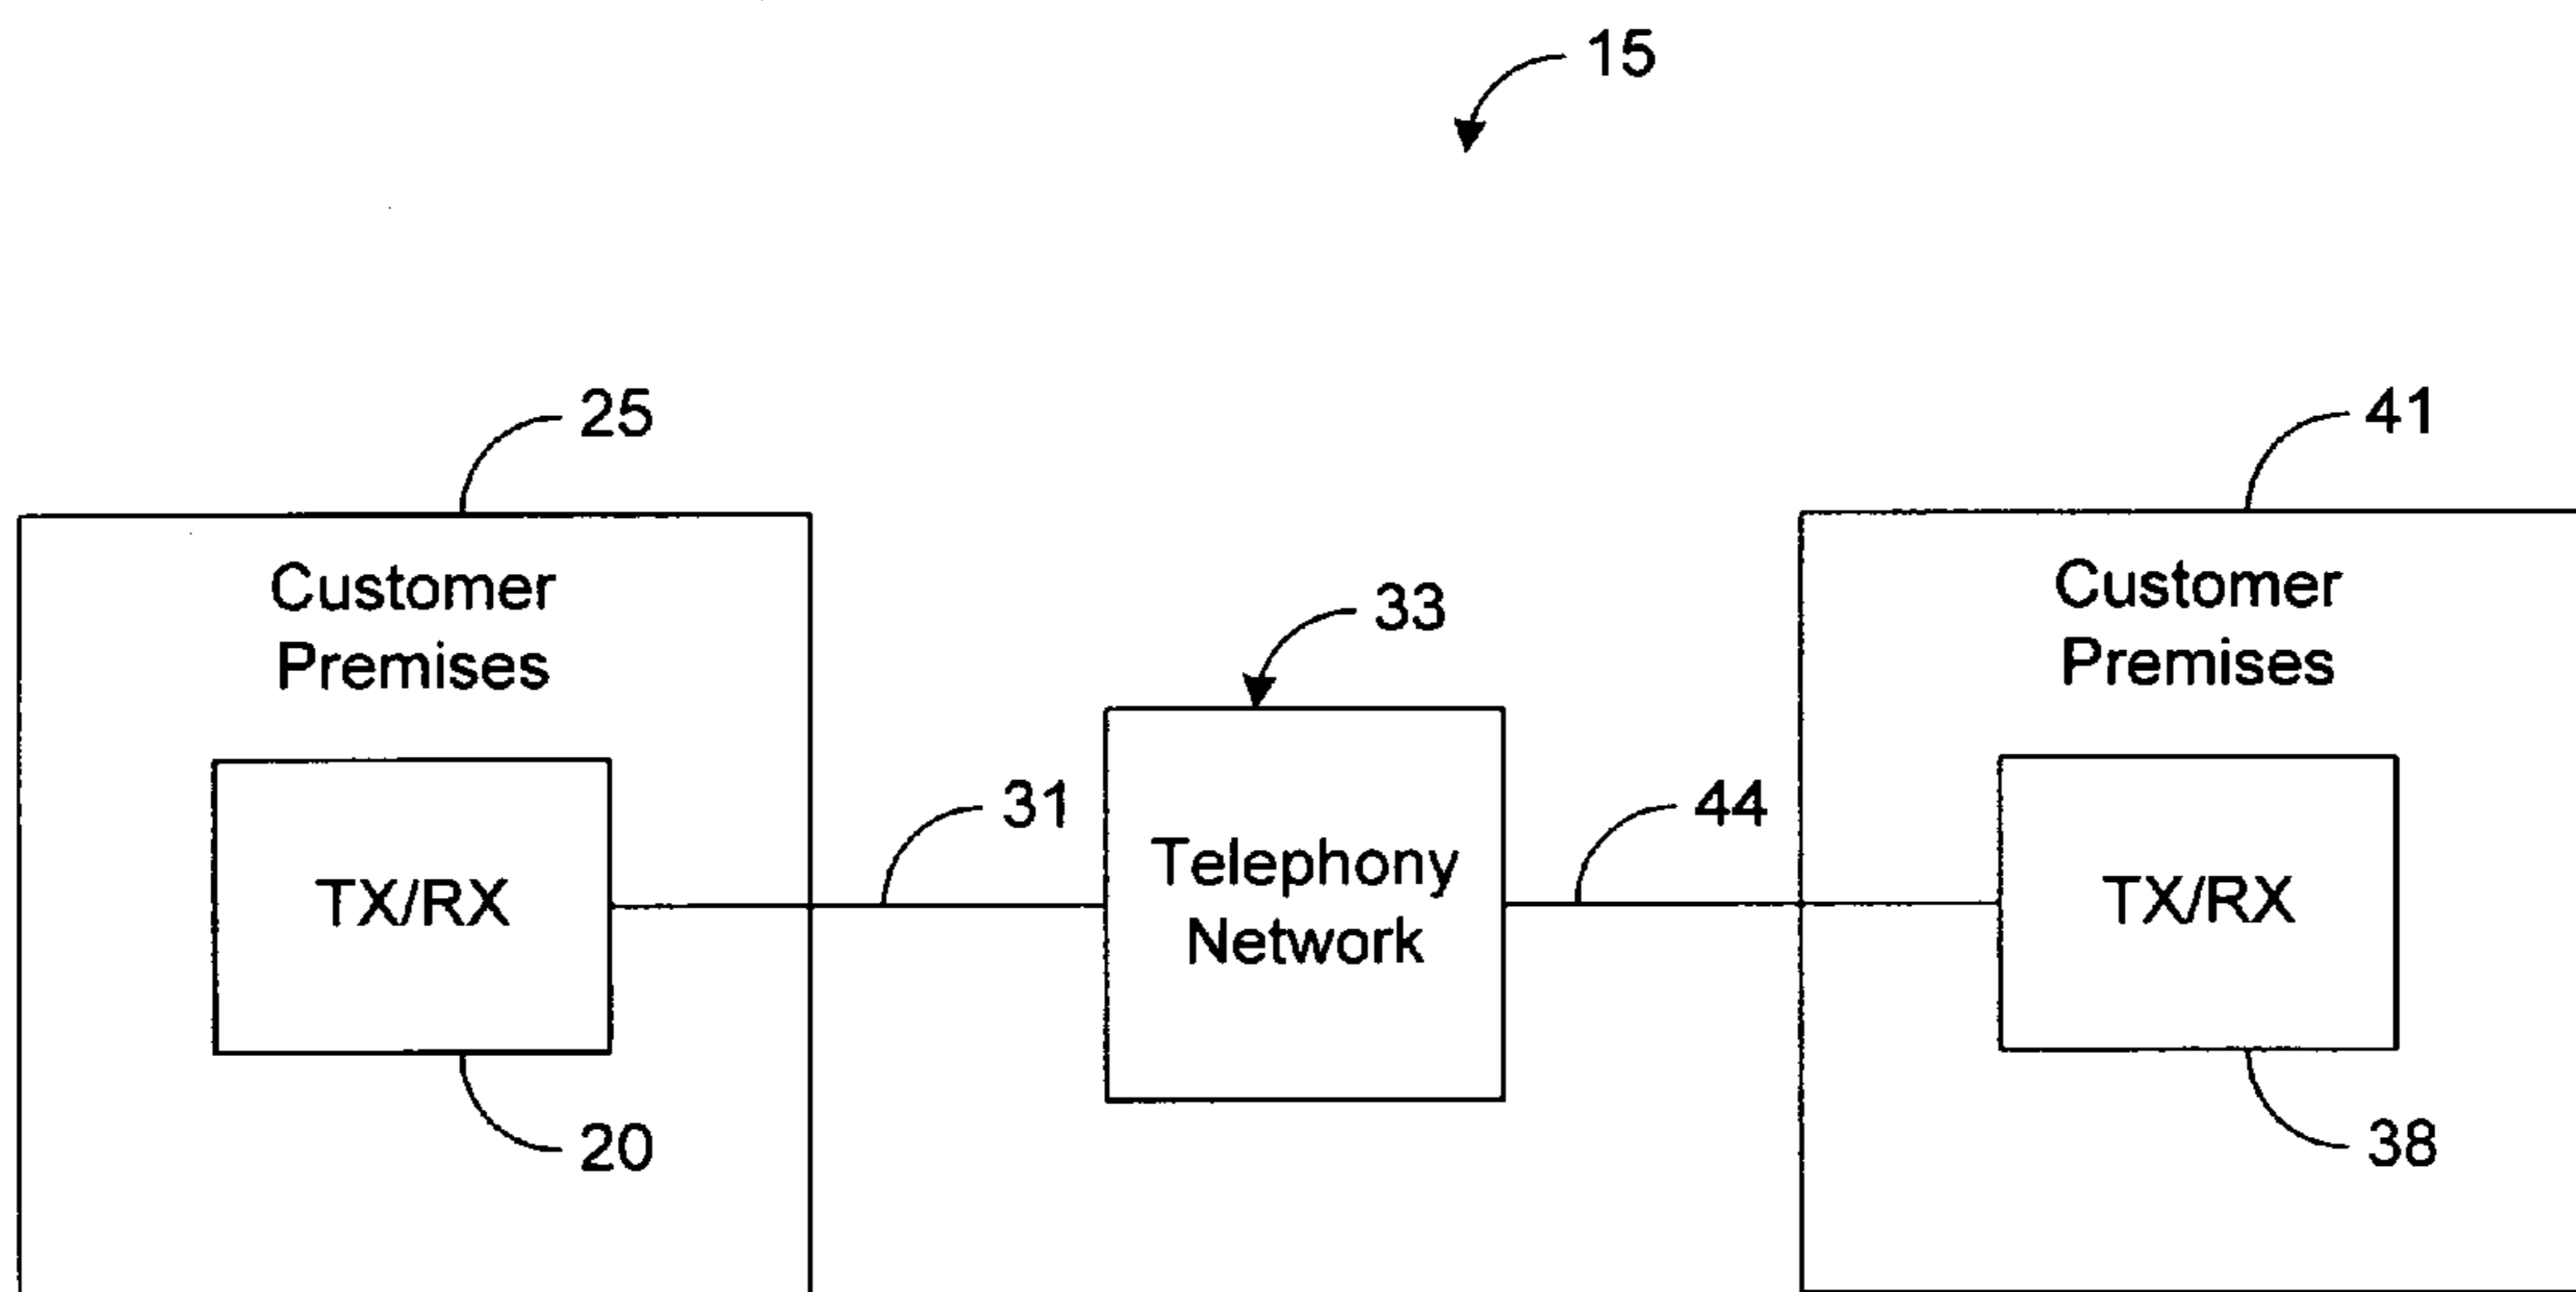 15
25
41
Customer
Premises
33
Customer
Premises
31
44
Telephony
Network
TX/RX
TX/RX
20
38